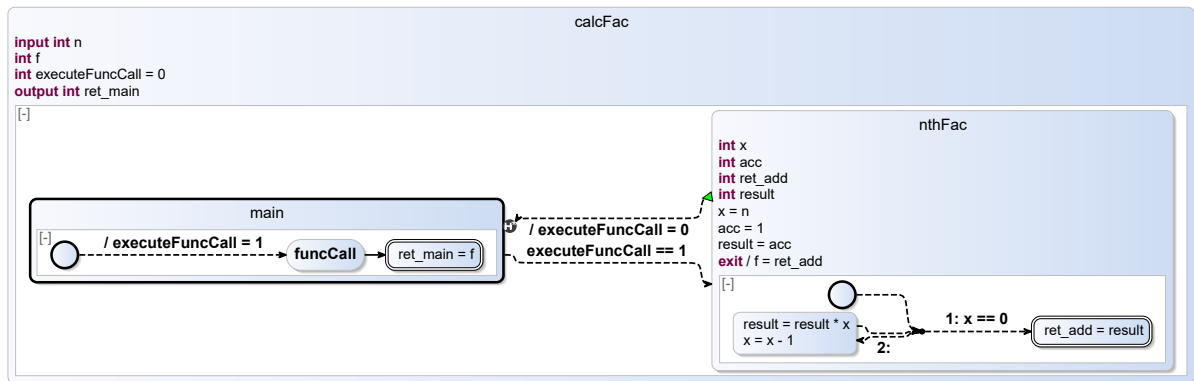 calcFac
input int n
int f
int executeFuncCall = 0
output int ret_main
[-]
main
[-]
/ executeFuncCall = 1
funcCall
ret_main = f
H
/ executeFuncCall = 0
executeFuncCall == 1
nthFac
int x
int acc
int ret_add
int result
x = n
acc = 1
result = acc
exit / f = ret_add
[-]
result = result * x
x = x - 1
2:
1: x == 0
ret_add = result